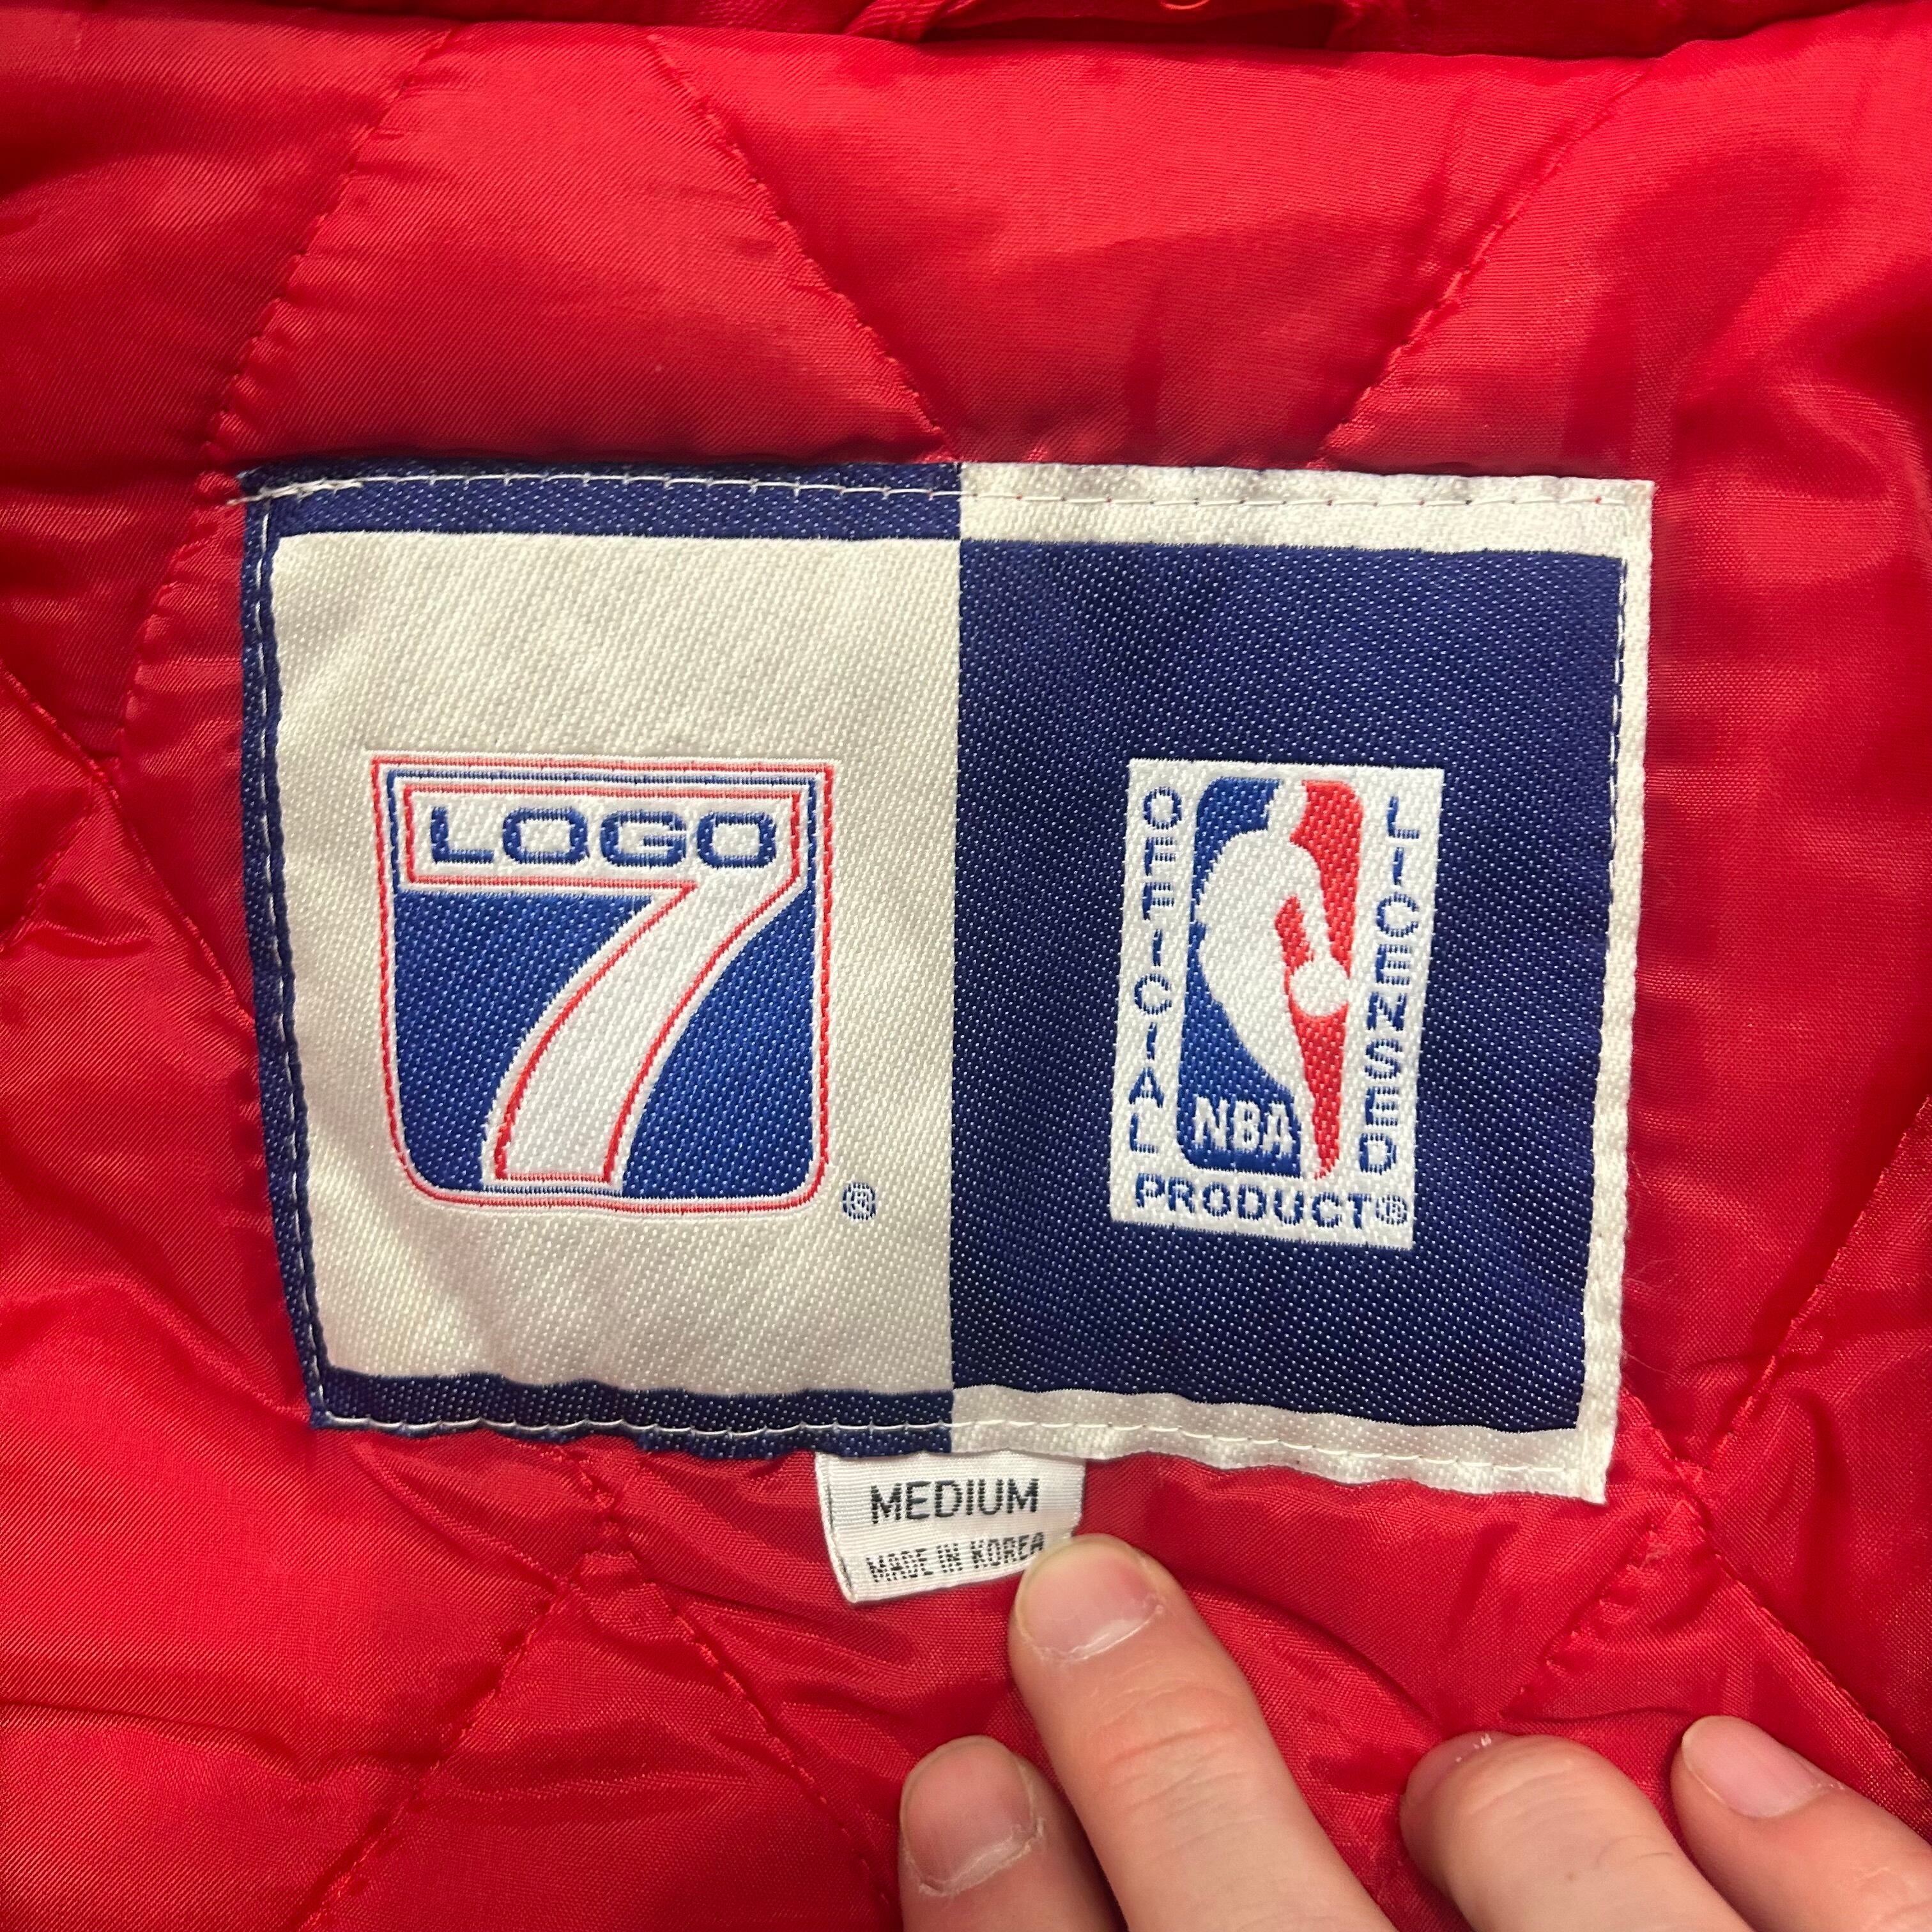 LOGO
7
®
OFFICIAL
LICENSED
NBA
PRODUCT®
MEDIUM
MADE IN KOREA